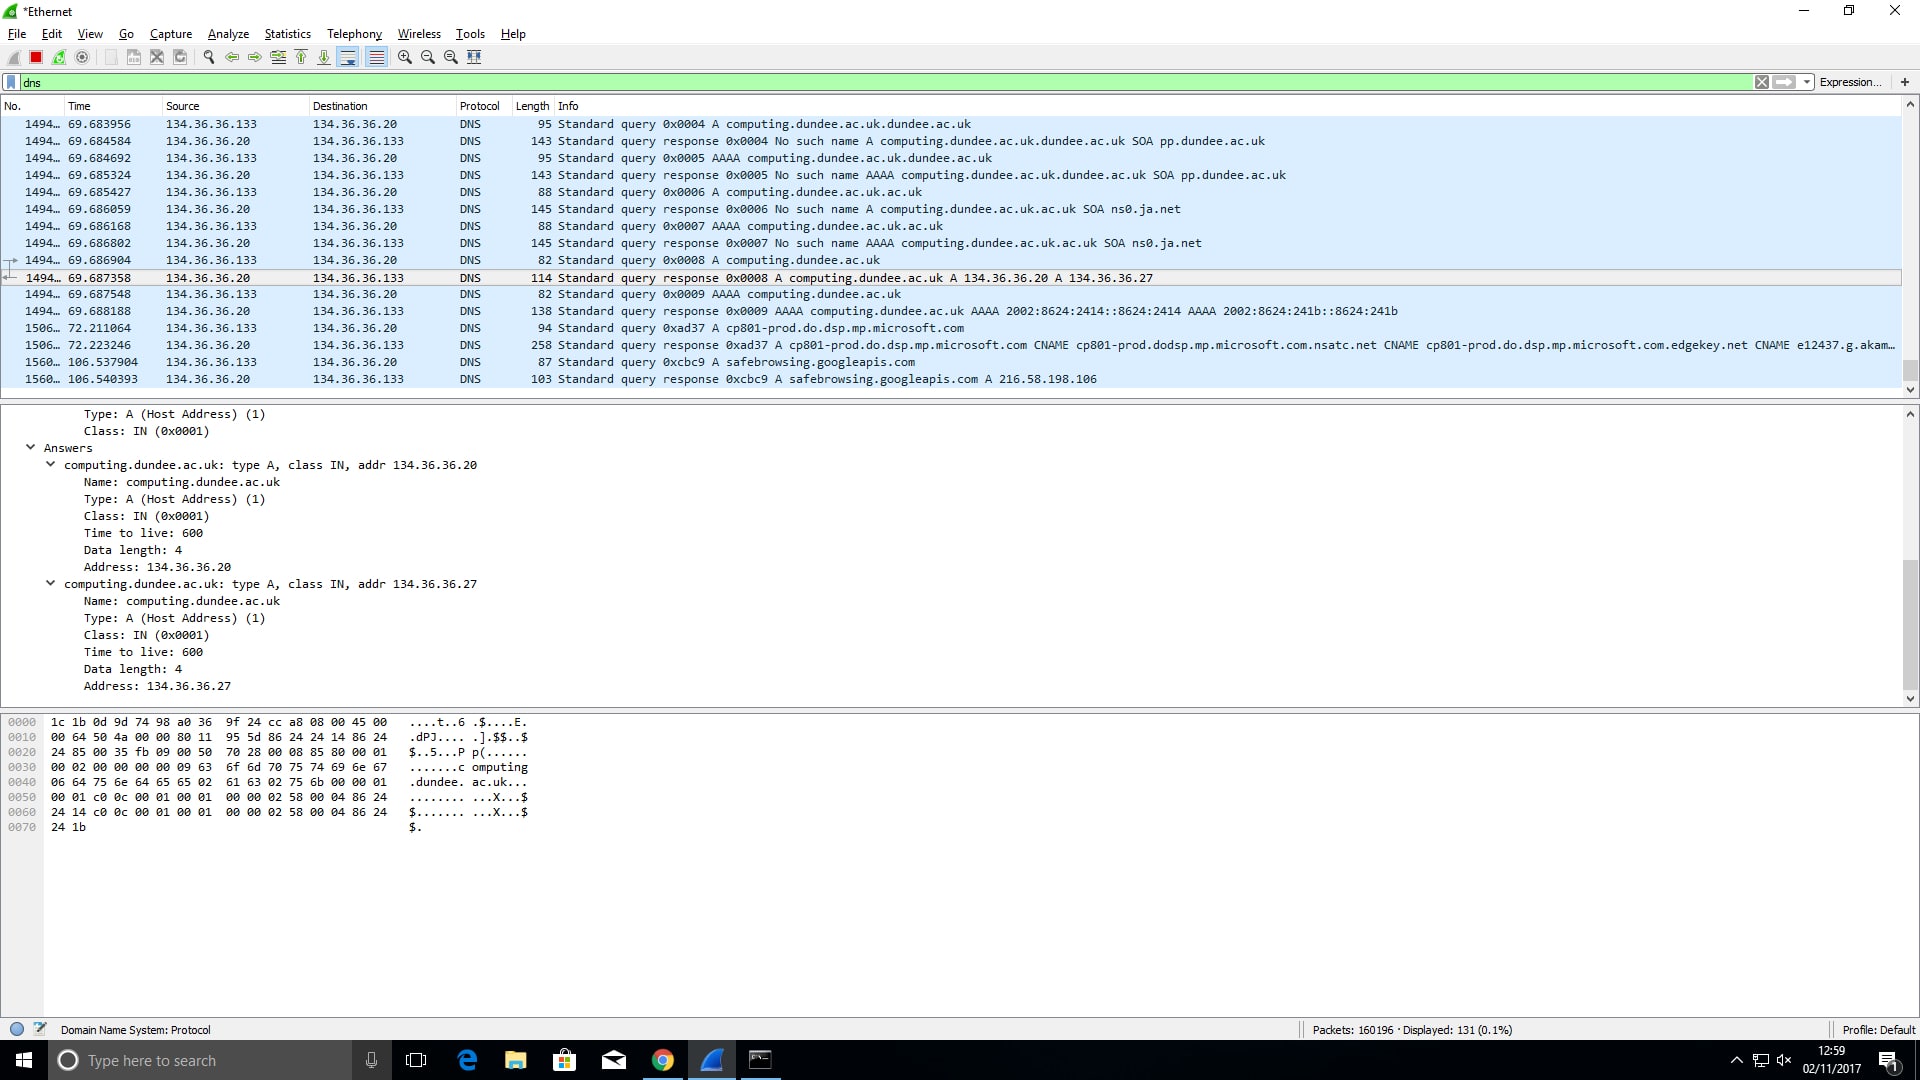 *Ethernet
File Edit View Go Capture Analyze Statistics Telephony Wireless Tools Help
dns Expression... +
No. Time Source Destination Protocol Length Info
1494… 69.683956 134.36.36.133 134.36.36.20 DNS 95 Standard query 0x0004 A computing.dundee.ac.uk.dundee.ac.uk
1494… 69.684584 134.36.36.20 134.36.36.133 DNS 143 Standard query response 0x0004 No such name A computing.dundee.ac.uk.dundee.ac.uk SOA pp.dundee.ac.uk
1494… 69.684692 134.36.36.133 134.36.36.20 DNS 95 Standard query 0x0005 AAAA computing.dundee.ac.uk.dundee.ac.uk
1494… 69.685324 134.36.36.20 134.36.36.133 DNS 143 Standard query response 0x0005 No such name AAAA computing.dundee.ac.uk.dundee.ac.uk SOA pp.dundee.ac.uk
1494… 69.685427 134.36.36.133 134.36.36.20 DNS 88 Standard query 0x0006 A computing.dundee.ac.uk.ac.uk
1494… 69.686059 134.36.36.20 134.36.36.133 DNS 145 Standard query response 0x0006 No such name A computing.dundee.ac.uk.ac.uk SOA ns0.ja.net
1494… 69.686168 134.36.36.133 134.36.36.20 DNS 88 Standard query 0x0007 AAAA computing.dundee.ac.uk.ac.uk
1494… 69.686802 134.36.36.20 134.36.36.133 DNS 145 Standard query response 0x0007 No such name AAAA computing.dundee.ac.uk.ac.uk SOA ns0.ja.net
1494… 69.686904 134.36.36.133 134.36.36.20 DNS 82 Standard query 0x0008 A computing.dundee.ac.uk
1494… 69.687358 134.36.36.20 134.36.36.133 DNS 114 Standard query response 0x0008 A computing.dundee.ac.uk A 134.36.36.20 A 134.36.36.27
1494… 69.687548 134.36.36.133 134.36.36.20 DNS 82 Standard query 0x0009 AAAA computing.dundee.ac.uk
1494… 69.688188 134.36.36.20 134.36.36.133 DNS 138 Standard query response 0x0009 AAAA computing.dundee.ac.uk AAAA 2002:8624:2414::8624:2414 AAAA 2002:8624:241b::8624:241b
1506… 72.211064 134.36.36.133 134.36.36.20 DNS 94 Standard query 0xad37 A cp801-prod.do.dsp.mp.microsoft.com
1506… 72.223246 134.36.36.20 134.36.36.133 DNS 258 Standard query response 0xad37 A cp801-prod.do.dsp.mp.microsoft.com CNAME cp801-prod.dodsp.mp.microsoft.com.nsatc.net CNAME cp801-prod.do.dsp.mp.microsoft.com.edgekey.net CNAME e12437.g.akam…
1560… 106.537904 134.36.36.133 134.36.36.20 DNS 87 Standard query 0xcbc9 A safebrowsing.googleapis.com
1560… 106.540393 134.36.36.20 134.36.36.133 DNS 103 Standard query response 0xcbc9 A safebrowsing.googleapis.com A 216.58.198.106
Type: A (Host Address) (1)
Class: IN (0x0001)
Answers
computing.dundee.ac.uk: type A, class IN, addr 134.36.36.20
Name: computing.dundee.ac.uk
Type: A (Host Address) (1)
Class: IN (0x0001)
Time to live: 600
Data length: 4
Address: 134.36.36.20
computing.dundee.ac.uk: type A, class IN, addr 134.36.36.27
Name: computing.dundee.ac.uk
Type: A (Host Address) (1)
Class: IN (0x0001)
Time to live: 600
Data length: 4
Address: 134.36.36.27
0000 1c 1b 0d 9d 74 98 a0 36 9f 24 cc a8 08 00 45 00 ....t..6 .$....E.
0010 00 64 50 4a 00 00 80 11 95 5d 86 24 24 14 86 24 .dPJ.... .].$$..$
0020 24 85 00 35 fb 09 00 50 70 28 00 08 85 80 00 01 $..5...P p(......
0030 00 02 00 00 00 00 09 63 6f 6d 70 75 74 69 6e 67 .......c omputing
0040 06 64 75 6e 64 65 65 02 61 63 02 75 6b 00 00 01 .dundee. ac.uk...
0050 00 01 c0 0c 00 01 00 01 00 00 02 58 00 04 86 24 ........ ...X...$
0060 24 14 c0 0c 00 01 00 01 00 00 02 58 00 04 86 24 $....... ...X...$
0070 24 1b $.
Domain Name System: Protocol Packets: 160196 · Displayed: 131 (0.1%) Profile: Default
Type here to search 12:59
02/11/2017 1